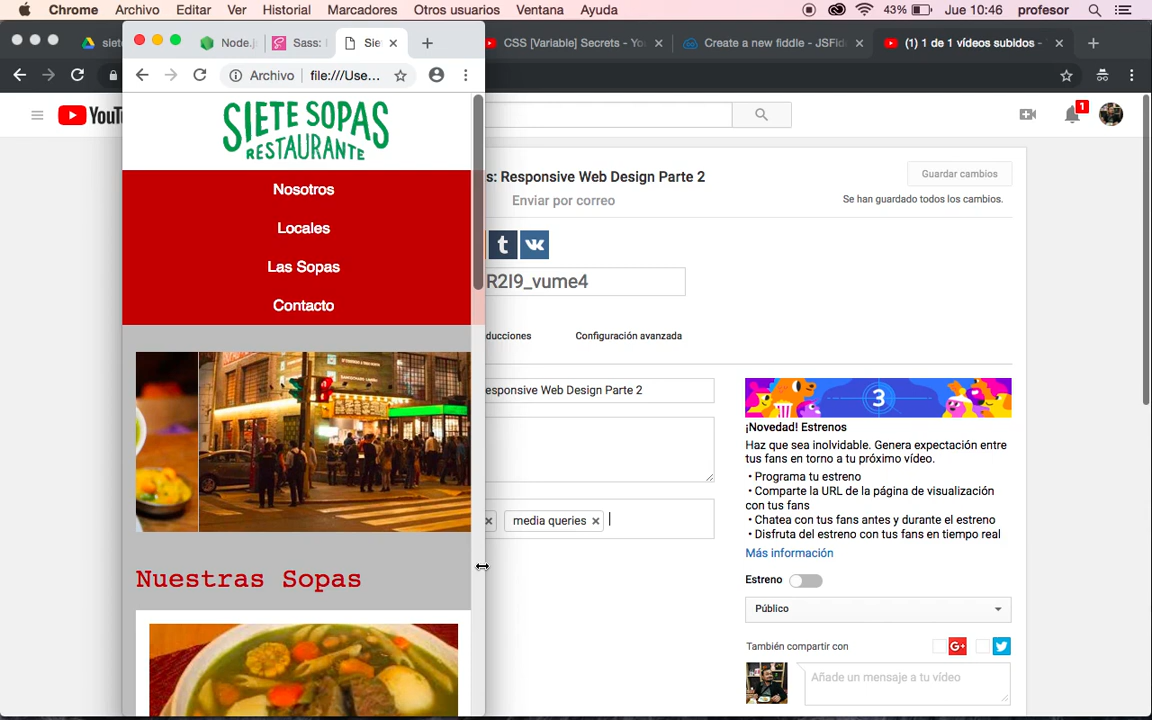 Chrome Archivo Editar Ver Historial Marcadores Otros usuarios Ventana Ayuda 43% Jue 10:46 profesor
siete
Node.j
Sass:
Sie
CSS [Variable] Secrets - Yo
Create a new fiddle - JSFid
(1) 1 de 1 vídeos subidos -
Archivo
file:///Use...
SIETE SOPAS
RESTAURANTE
Nosotros
Locales
Las Sopas
Contacto
Nuestras Sopas
YouTu
1
s: Responsive Web Design Parte 2
Enviar por correo
Guardar cambios
Se han guardado todos los cambios.
t
R2I9_vume4
ducciones
Configuración avanzada
esponsive Web Design Parte 2
media queries
3
¡Novedad! Estrenos
Haz que sea inolvidable. Genera expectación entre
tus fans en torno a tu próximo vídeo.
• Programa tu estreno
• Comparte la URL de la página de visualización
con tus fans
• Chatea con tus fans antes y durante el estreno
• Disfruta del estreno con tus fans en tiempo real
Más información
Estreno
Público
También compartir con
G+
Añade un mensaje a tu vídeo